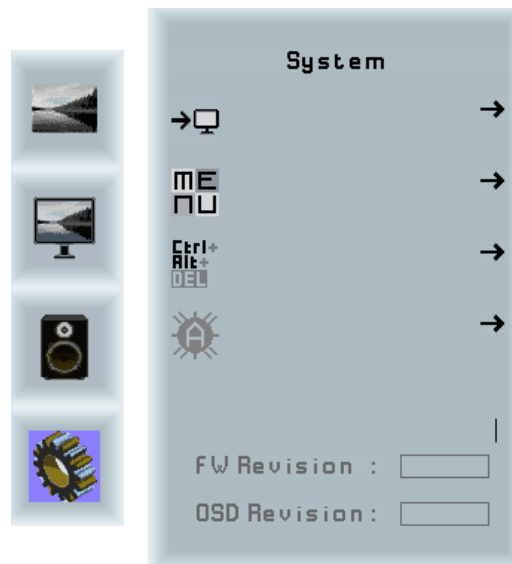 System
ME
NU
Ctrl+
Alt+
DEL
A
FW Revision :
OSD Revision :